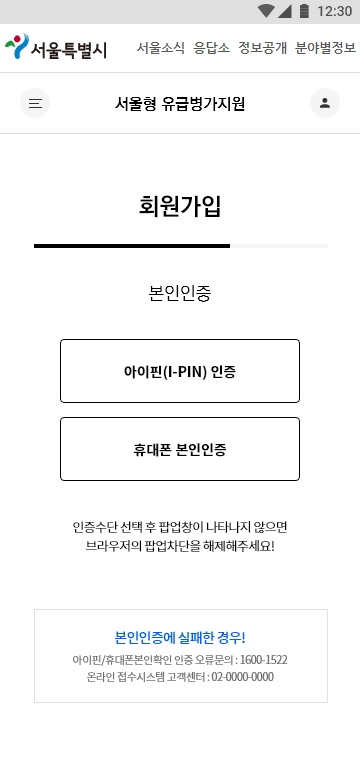 12:30
서울특별시
서울소식 응답소 정보공개 분야별정보
서울형 유급병가지원
회원가입
본인인증
아이핀(I-PIN) 인증
휴대폰 본인인증
인증수단 선택 후 팝업창이 나타나지 않으면
브라우저의 팝업차단을 해제해주세요!
본인인증에 실패한 경우!
아이핀/휴대폰본인확인 인증 오류문의 : 1600-1522
온라인 접수시스템 고객센터 : 02-0000-0000